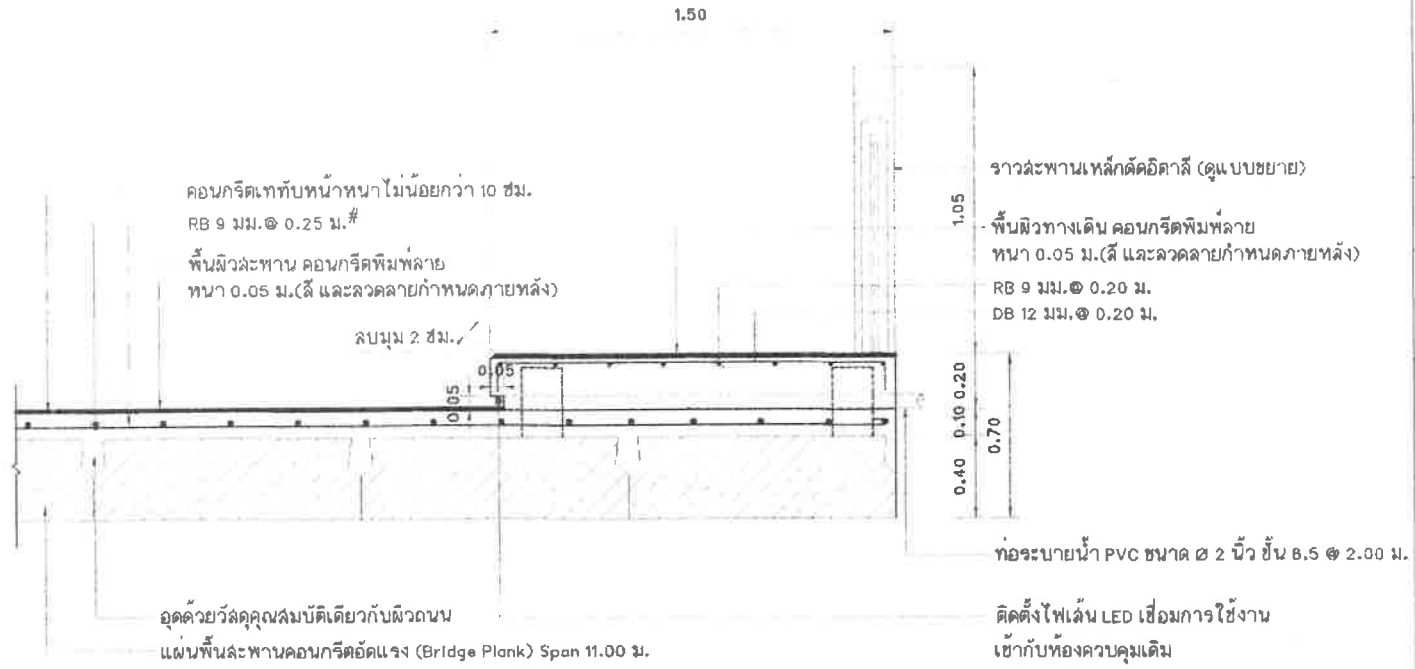 1.50
คอนกรีตเททับหน้าหนาไม่น้อยกว่า 10 ซม.
RB 9 มม.@ 0.25 ม.#
พื้นผิวสะพาน คอนกรีตพิมพ์ลาย
หนา 0.05 ม.(สี และลวดลายกำหนดภายหลัง)
ลบมุม 2 ซม.
0.05
0.05
1.05
0.20
0.10
0.40
0.70
ราวสะพานเหล็กดัดอิตาลี (ดูแบบขยาย)
พื้นผิวทางเดิน คอนกรีตพิมพ์ลาย
หนา 0.05 ม.(สี และลวดลายกำหนดภายหลัง)
RB 9 มม.@ 0.20 ม.
DB 12 มม.@ 0.20 ม.
ท่อระบายน้ำ PVC ขนาด Ø 2 นิ้ว ชั้น 8.5 @ 2.00 ม.
อุดด้วยวัสดุคุณสมบัติเดียวกับผิวถนน
แผ่นพื้นสะพานคอนกรีตอัดแรง (Bridge Plank) Span 11.00 ม.
ติดตั้งไฟเส้น LED เชื่อมการใช้งาน
เข้ากับห้องควบคุมเดิม